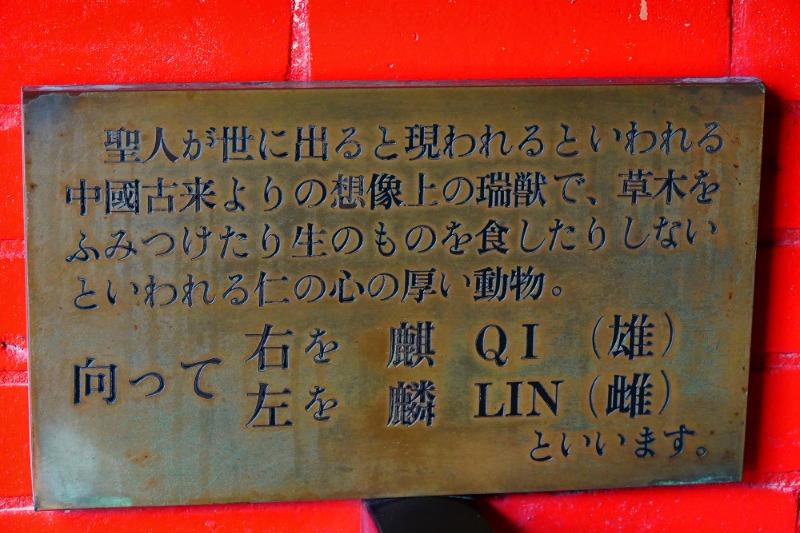 聖人が世に出ると現われるといわれる
中國古来よりの想像上の瑞獣で、草木を
ふみつけたり生のものを食したりしない
といわれる仁の心の厚い動物。
向って 右を 麒 QI (雄)
左を 麟 LIN (雌)
といいます。